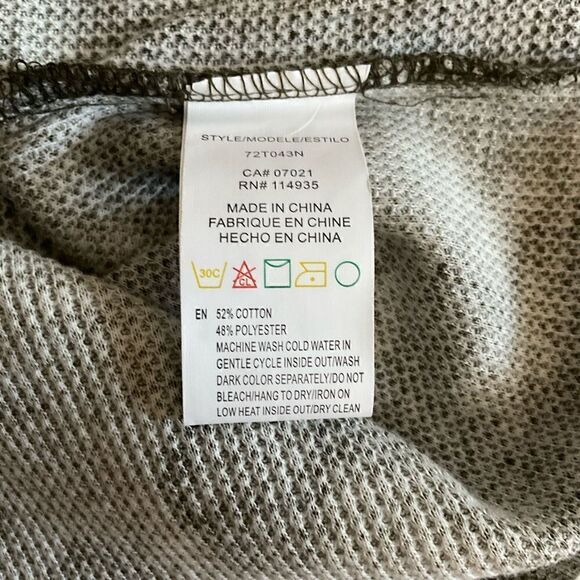 STYLE/MODELE/ESTILO
72T043N
CA# 07021
RN# 114935
MADE IN CHINA
FABRIQUE EN CHINE
HECHO EN CHINA
30C CL
EN 52% COTTON
48% POLYESTER
MACHINE WASH COLD WATER IN
GENTLE CYCLE INSIDE OUT/WASH
DARK COLOR SEPARATELY/DO NOT
BLEACH/HANG TO DRY/IRON ON
LOW HEAT INSIDE OUT/DRY CLEAN